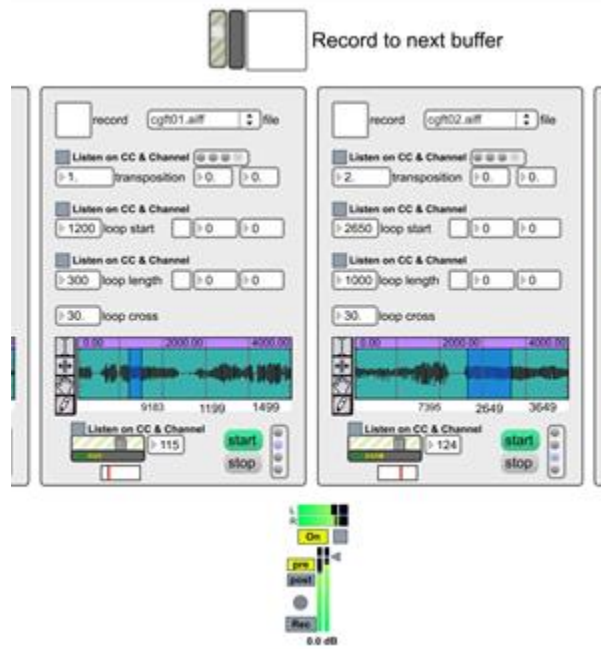 Record to next buffer
record cgft01.aiff file
Listen on CC & Channel
1. transposition 0. 0.
Listen on CC & Channel
1200 loop start 0 0
Listen on CC & Channel
300 loop length 0 0
30. loop cross
0.00 2000.00 4000.00
9183 1199 1499
Listen on CC & Channel
115 start
stop
record cgft02.aiff file
Listen on CC & Channel
2. transposition 0. 0.
Listen on CC & Channel
2650 loop start 0 0
Listen on CC & Channel
1000 loop length 0 0
30. loop cross
0.00 2000.00 4000.00
7395 2649 3649
Listen on CC & Channel
124 start
stop
L
R
On
pre
post
Rec
0.0 dB